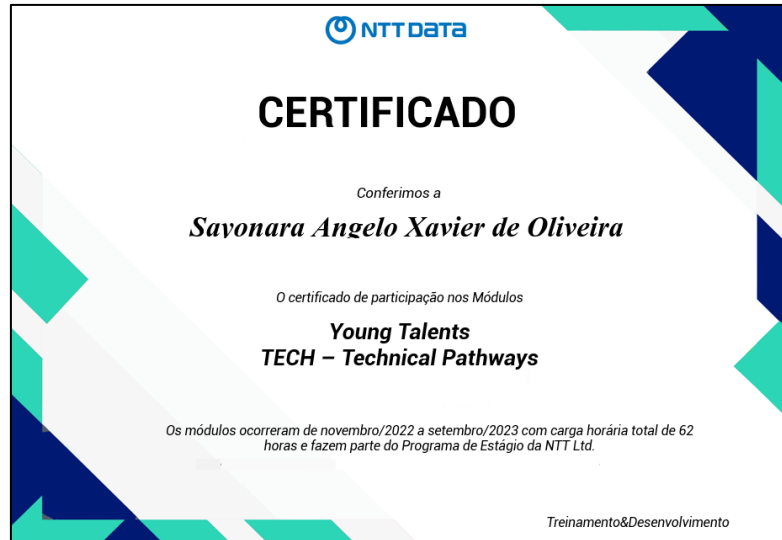 NTT DATA
CERTIFICADO
Conferimos a
Sayonara Angelo Xavier de Oliveira
O certificado de participação nos Módulos
Young Talents
TECH – Technical Pathways
Os módulos ocorreram de novembro/2022 a setembro/2023 com carga horária total de 62
horas e fazem parte do Programa de Estágio da NTT Ltd.
Treinamento&Desenvolvimento